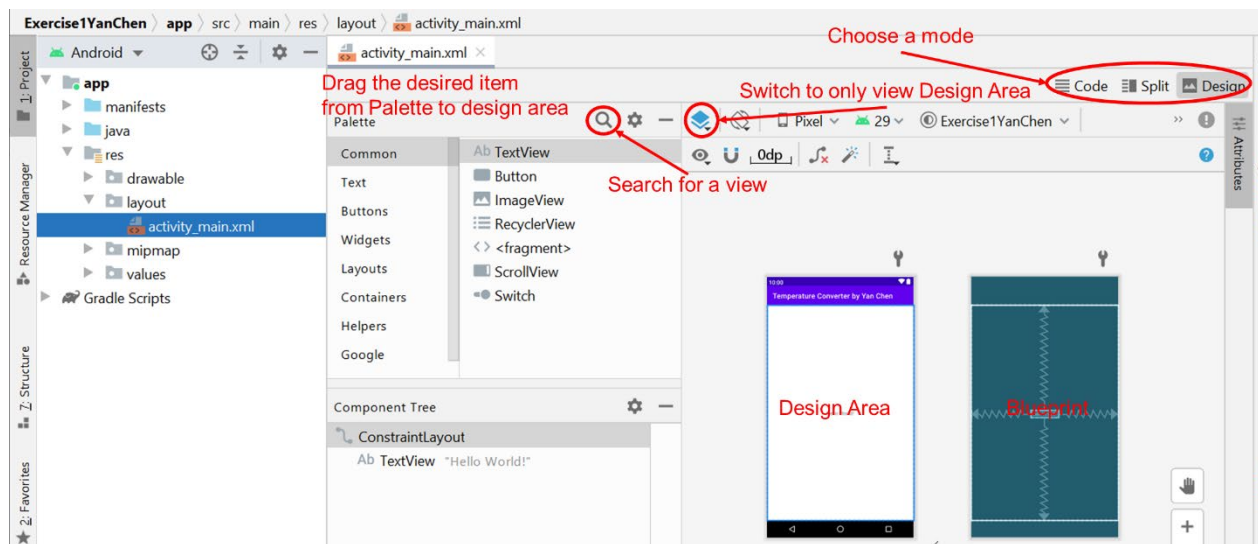 Exercise1YanChen 〉 app 〉 src 〉 main 〉 res 〉 layout 〉 activity_main.xml
Choose a mode
Android
activity_main.xml ×
1: Project
app
manifests
java
res
drawable
layout
activity_main.xml
mipmap
values
Gradle Scripts
Resource Manager
Z: Structure
2: Favorites
Drag the desired item
from Palette to design area
Switch to only view Design Area
Code Split Design
Palette
Pixel 29 Exercise1YanChen >>
Attributes
0dp
Common
Text
Buttons
Widgets
Layouts
Containers
Helpers
Google
Ab TextView
Button
ImageView
RecyclerView
<> <fragment>
ScrollView
Switch
Search for a view
10:00
Temperature Converter by Yan Chen
Design Area
Blueprint
Component Tree
ConstraintLayout
Ab TextView "Hello World!"